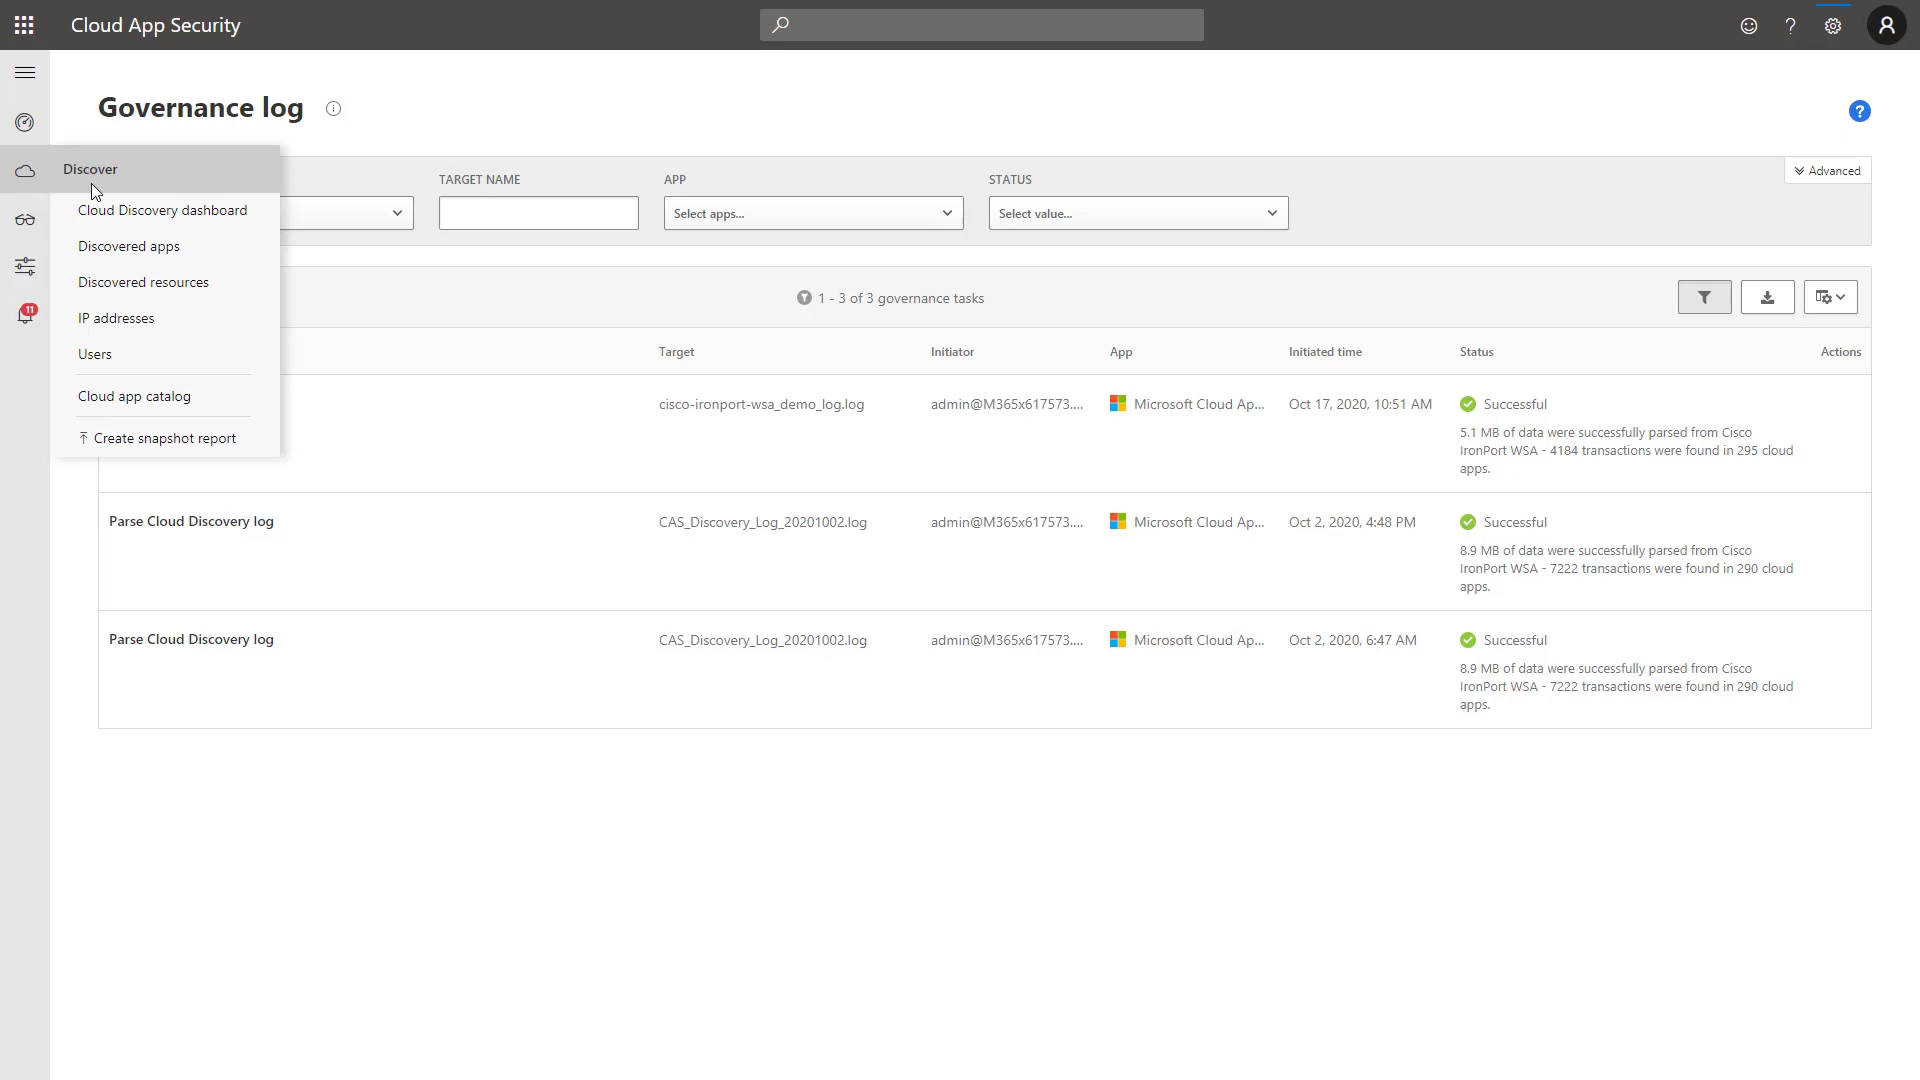 Cloud App Security
?
Governance log
?
Discover
Cloud Discovery dashboard
Discovered apps
Discovered resources
IP addresses
Users
Cloud app catalog
Create snapshot report
11
TARGET NAME
APP
STATUS
Advanced
Select apps...
Select value...
1 - 3 of 3 governance tasks
Target Initiator App Initiated time Status Actions
cisco-ironport-wsa_demo_log.log admin@M365x617573.... Microsoft Cloud Ap... Oct 17, 2020, 10:51 AM Successful
5.1 MB of data were successfully parsed from Cisco
IronPort WSA - 4184 transactions were found in 295 cloud
apps.
Parse Cloud Discovery log CAS_Discovery_Log_20201002.log admin@M365x617573.... Microsoft Cloud Ap... Oct 2, 2020, 4:48 PM Successful
8.9 MB of data were successfully parsed from Cisco
IronPort WSA - 7222 transactions were found in 290 cloud
apps.
Parse Cloud Discovery log CAS_Discovery_Log_20201002.log admin@M365x617573.... Microsoft Cloud Ap... Oct 2, 2020, 6:47 AM Successful
8.9 MB of data were successfully parsed from Cisco
IronPort WSA - 7222 transactions were found in 290 cloud
apps.